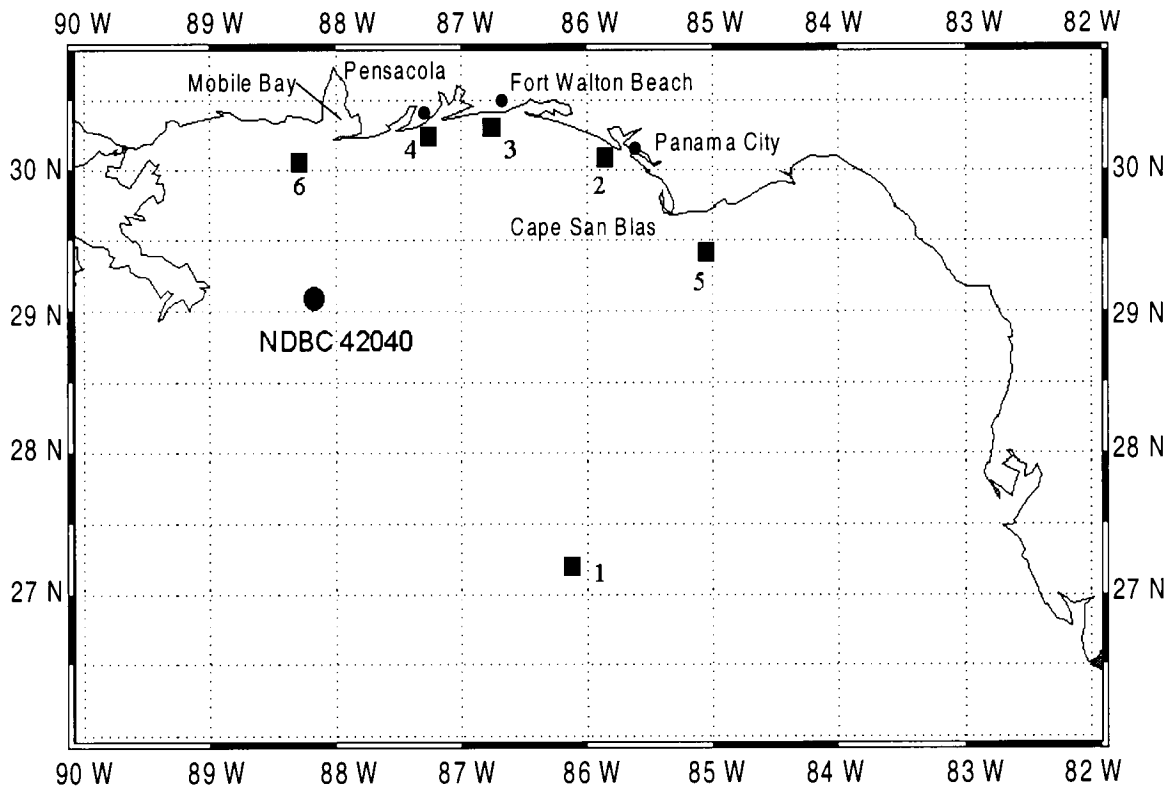 90 W 89 W 88 W 87 W 86 W 85 W 84 W 83 W 82 W
Pensacola
Mobile Bay
Fort Walton Beach
4
3
Panama City
30 N
30 N
6
2
Cape San Blas
5
29 N
29 N
NDBC 42040
28 N
28 N
1
27 N
27 N
90 W 89 W 88 W 87 W 86 W 85 W 84 W 83 W 82 W